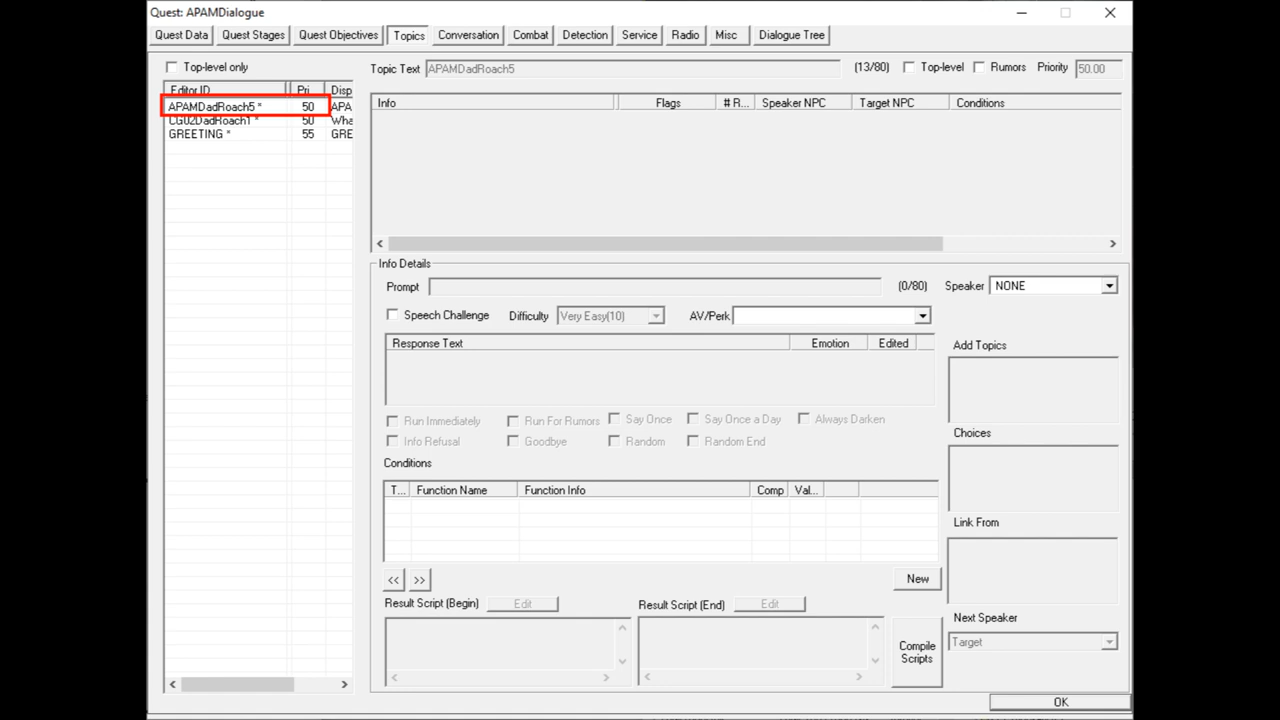 Quest: APAMDialogue
Quest Data Quest Stages Quest Objectives Topics Conversation Combat Detection Service Radio Misc Dialogue Tree
Top-level only
Topic Text APAMDadRoach5 (13/80) Top-level Rumors Priority 50.00
Editor ID Pri Disp
APAMDadRoach5 * 50 APA
CG02DadRoach1 * 50 Wha
GREETING * 55 GRE
Info Flags # R... Speaker NPC Target NPC Conditions
Info Details
Prompt (0/80) Speaker NONE
Speech Challenge Difficulty Very Easy(10) AV/Perk
Response Text Emotion Edited
Add Topics
Run Immediately Run For Rumors Say Once Say Once a Day Always Darken
Info Refusal Goodbye Random Random End
Choices
Conditions
T... Function Name Function Info Comp Val...
Link From
<< >> New
Result Script (Begin) Edit Result Script (End) Edit
Next Speaker
Target
Compile
Scripts
OK